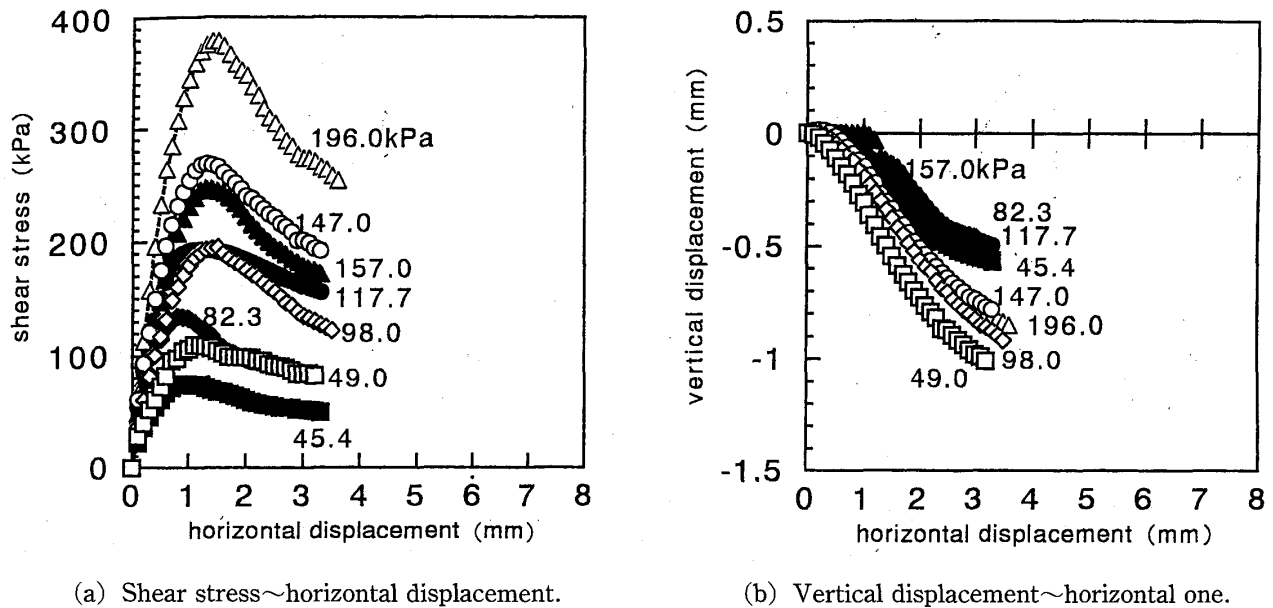 400
300
200
100
0
shear stress (kPa)
196.0kPa
147.0
157.0
117.7
82.3
98.0
49.0
45.4
0 1 2 3 4 5 6 7 8
horizontal displacement (mm)
(a) Shear stress~horizontal displacement.
0.5
0
-0.5
-1
-1.5
vertical displacement (mm)
157.0kPa
82.3
117.7
45.4
147.0
196.0
98.0
49.0
0 1 2 3 4 5 6 7 8
horizontal displacement (mm)
(b) Vertical displacement~horizontal one.